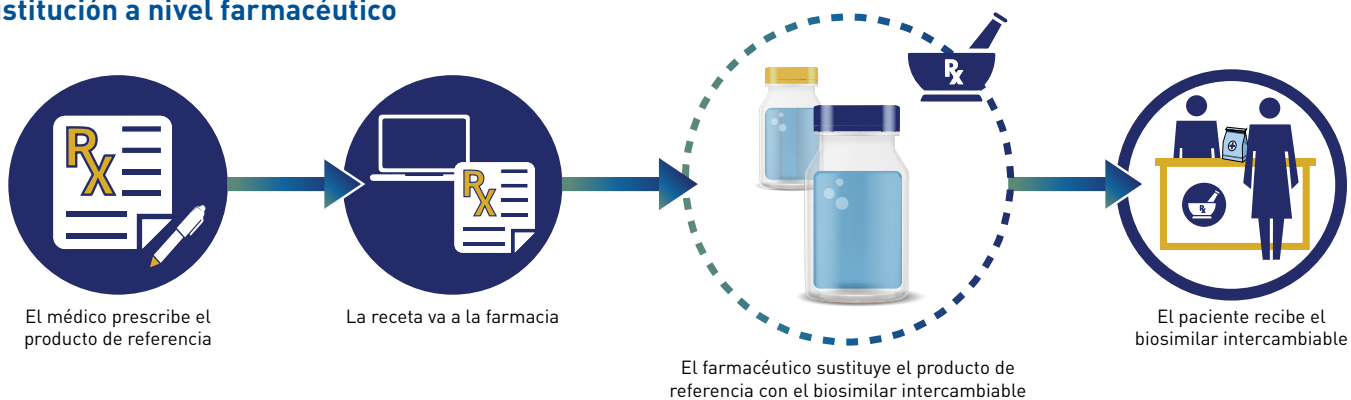 stitución a nivel farmacéutico
Rx
Rx
Rx
Rx
El médico prescribe el
producto de referencia
La receta va a la farmacia
El farmacéutico sustituye el producto de
referencia con el biosimilar intercambiable
El paciente recibe el
biosimilar intercambiable